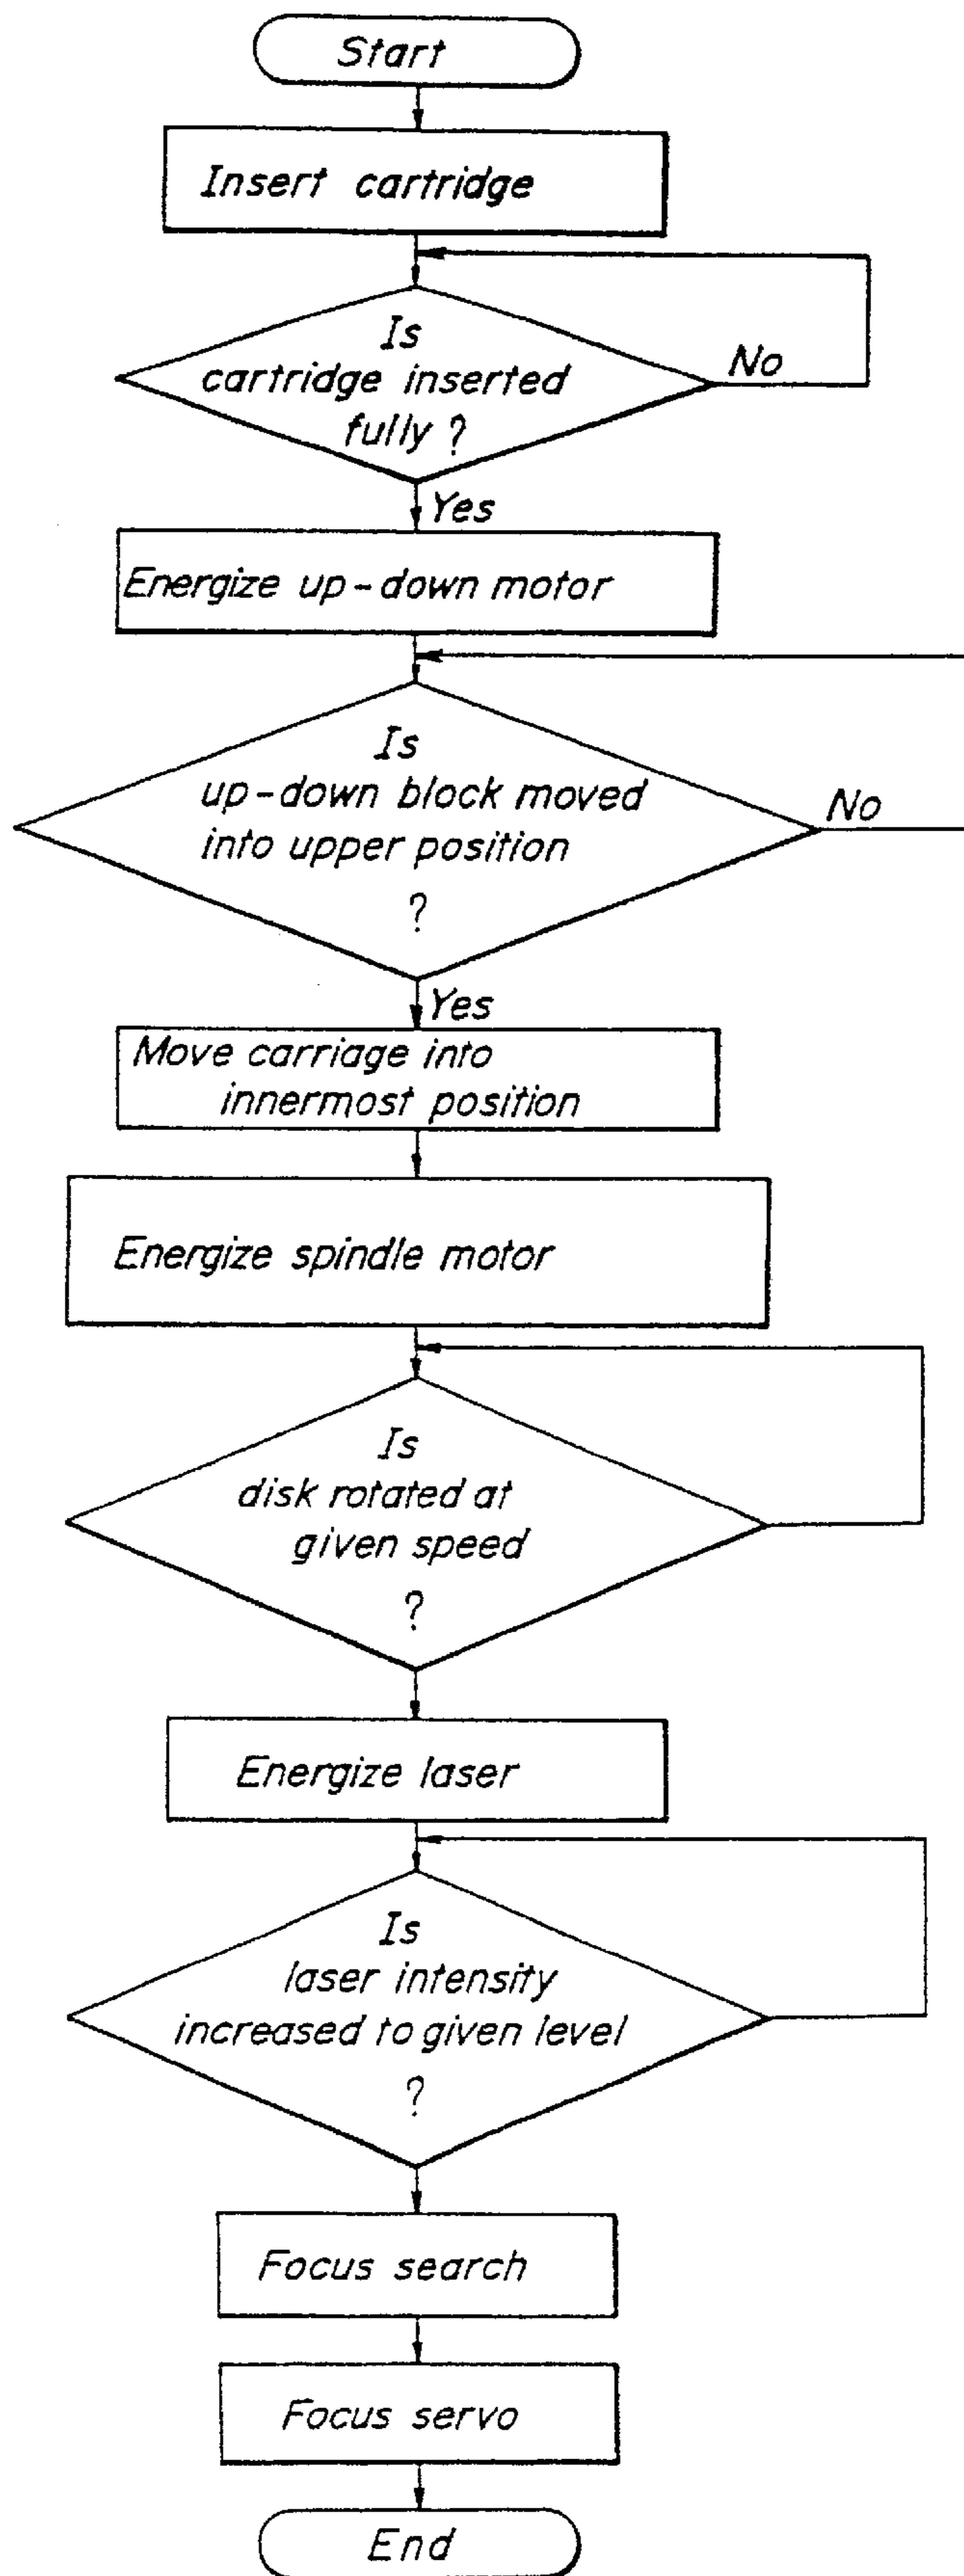 Start
Insert cartridge
Is
cartridge inserted
fully ?
No
Yes
Energize up-down motor
Is
up-down block moved
into upper position
?
No
Yes
Move carriage into
innermost position
Energize spindle motor
Is
disk rotated at
given speed
?
Energize laser
Is
laser intensity
increased to given level
?
Focus search
Focus servo
End